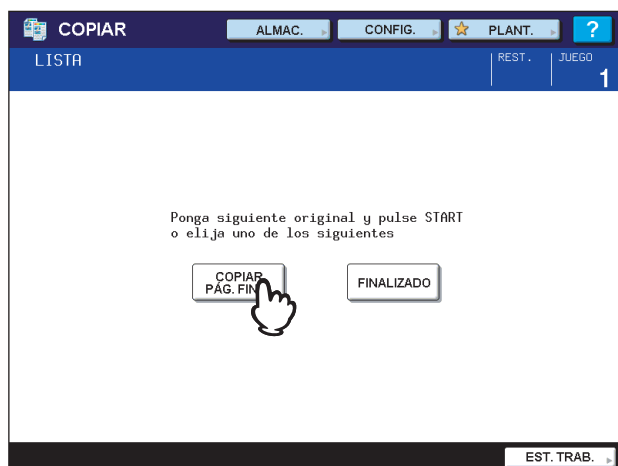 COPIAR
ALMAC.
CONFIG.
PLANT.
?
LISTA
REST.
JUEGO
1
Ponga siguiente original y pulse START
o elija uno de los siguientes
COPIAR
PÁG.
FINALIZADO
EST. TRAB.